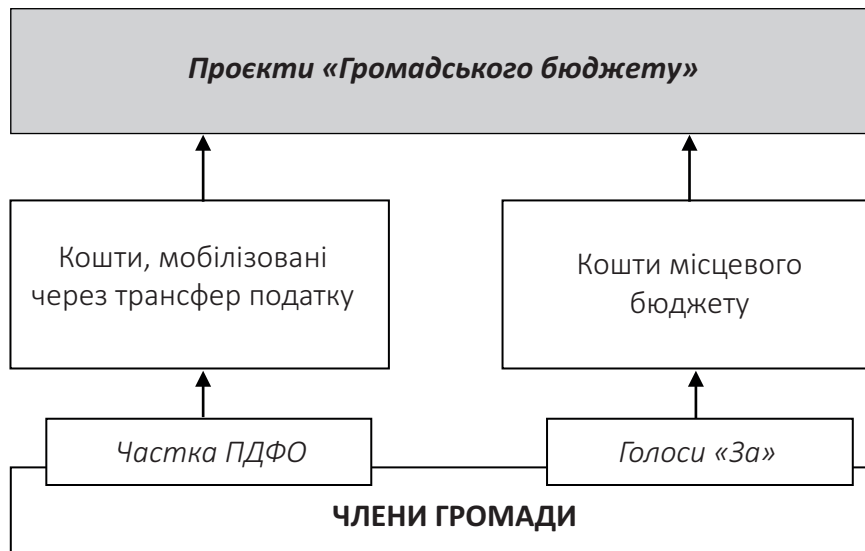 Проєкти «Громадського бюджету»
Кошти, мобілізовані
через трансфер податку
Кошти місцевого
бюджету
Частка ПДФО
Голоси «За»
ЧЛЕНИ ГРОМАДИ